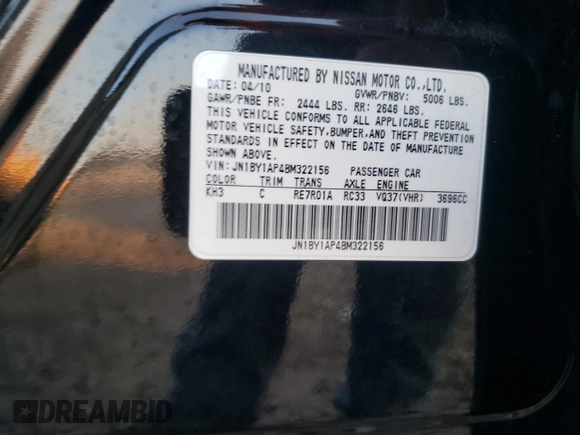 MANUFACTURED BY NISSAN MOTOR CO.,LTD.
DATE: 04/10 GVWR/PNBV: 5006 LBS.
GAWR/PNBE FR: 2444 LBS. RR: 2646 LBS.
THIS VEHICLE CONFORMS TO ALL APPLICABLE FEDERAL
MOTOR VEHICLE SAFETY,BUMPER,AND THEFT PREVENTION
STANDARDS IN EFFECT ON THE DATE OF MANUFACTURE
SHOWN ABOVE.
VIN:JN1BY1AP4BM322156 PASSENGER CAR
COLOR TRIM TRANS AXLE ENGINE
KH3 C RE7R01A RC33 VQ37(VHR) 3696CC
JN1BY1AP4BM322156
DREAMBID